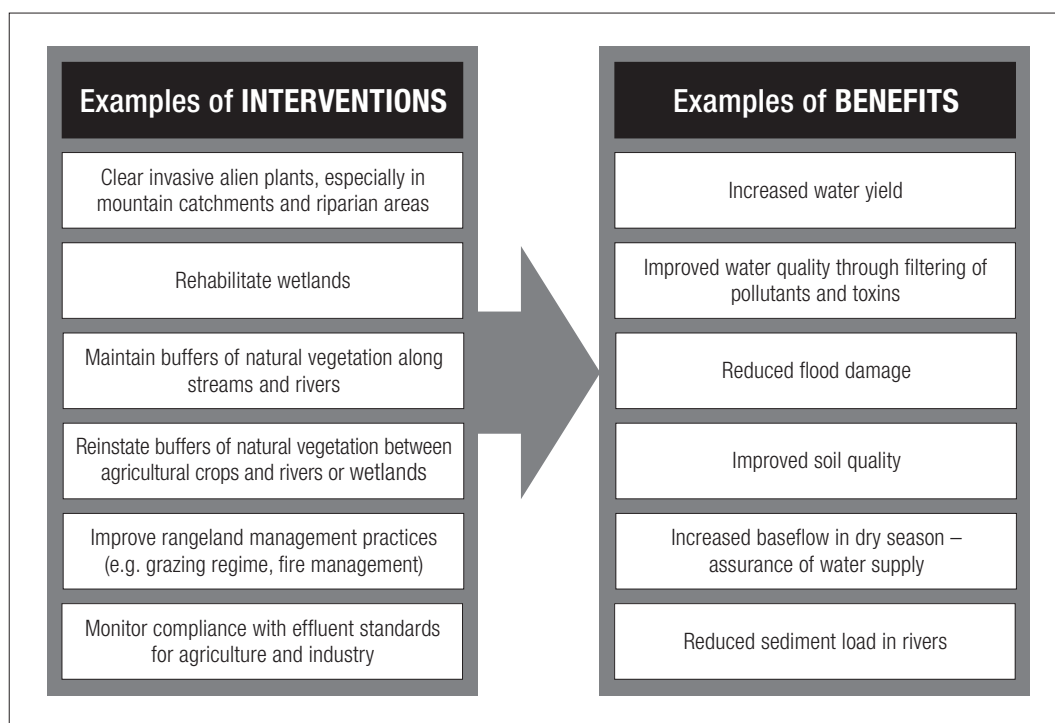 Examples of INTERVENTIONS
Clear invasive alien plants, especially in
mountain catchments and riparian areas
Rehabilitate wetlands
Maintain buffers of natural vegetation along
streams and rivers
Reinstate buffers of natural vegetation between
agricultural crops and rivers or wetlands
Improve rangeland management practices
(e.g. grazing regime, fire management)
Monitor compliance with effluent standards
for agriculture and industry
Examples of BENEFITS
Increased water yield
Improved water quality through filtering of
pollutants and toxins
Reduced flood damage
Improved soil quality
Increased baseflow in dry season –
assurance of water supply
Reduced sediment load in rivers